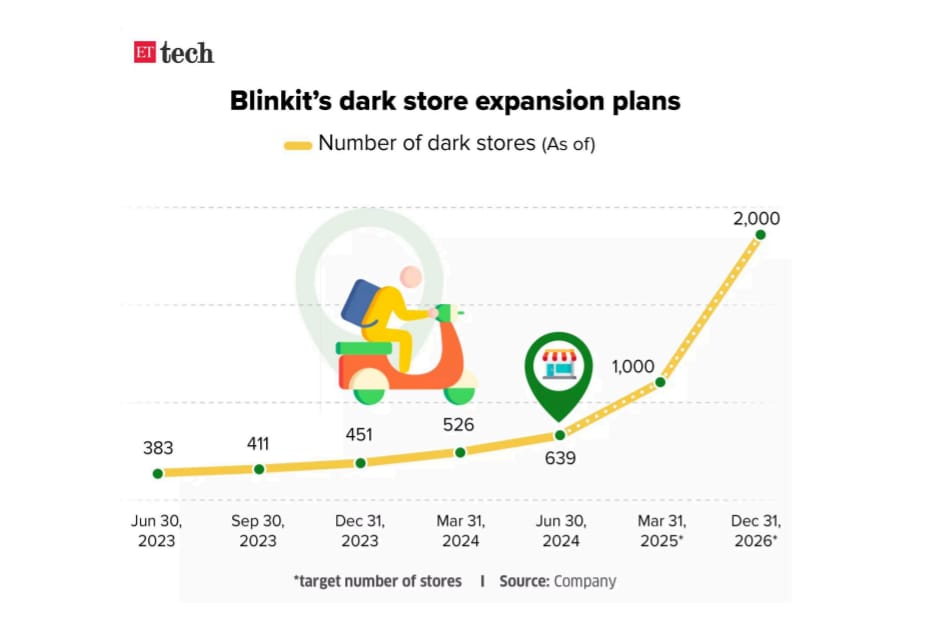 ET tech
Blinkit's dark store expansion plans
Number of dark stores (As of)
2,000
1,000
383
411
451
526
639
Jun 30,
2023
Sep 30,
2023
Dec 31,
2023
Mar 31,
2024
Jun 30,
2024
Mar 31,
2025*
Dec 31,
2026*
*target number of stores | Source: Company